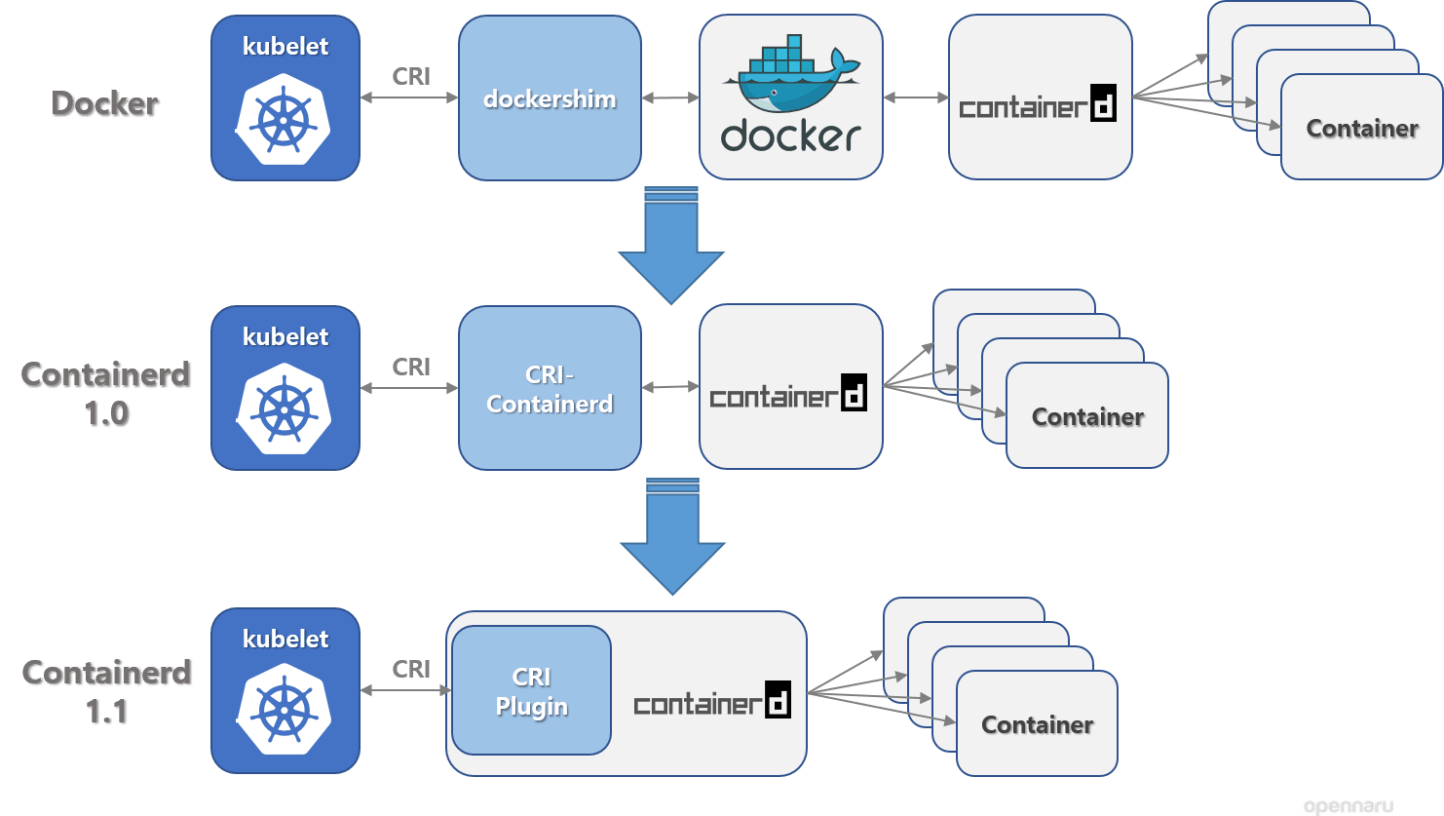 Docker
kubelet
CRI
dockershim
docker
containerd
Container
Containerd
1.0
kubelet
CRI
CRI-
Containerd
containerd
Container
Containerd
1.1
kubelet
CRI
CRI
Plugin
containerd
Container
opennaru